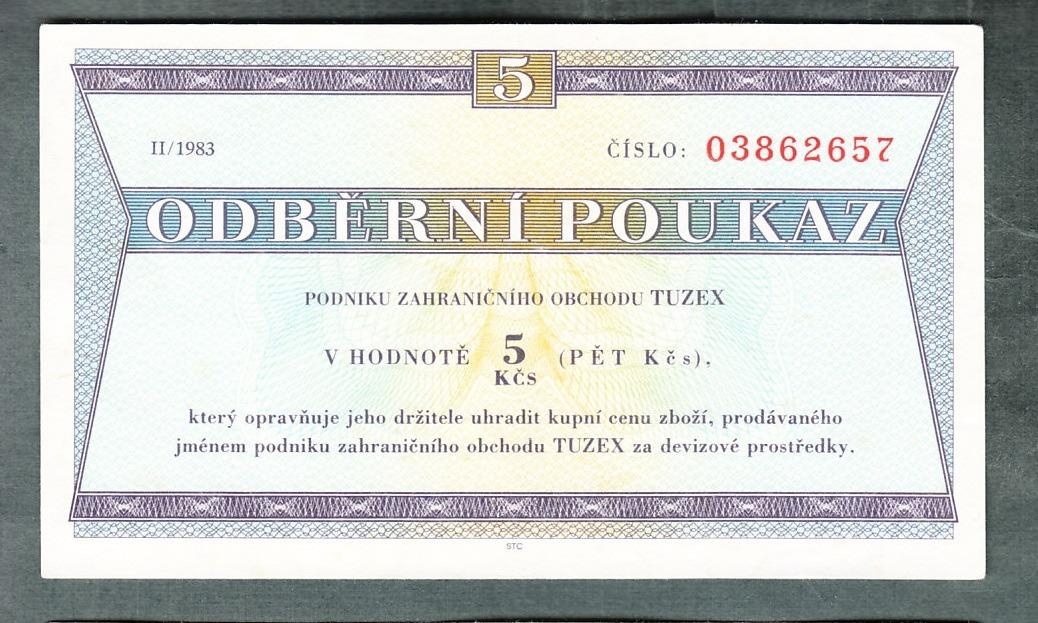 5
II/1983 ČÍSLO: 03862657
ODBĚRNÍ POUKAZ
PODNIKU ZAHRANIČNÍHO OBCHODU TUZEX
V HODNOTĚ 5 (PĚT Kčs),
KČS
který opravňuje jeho držitele uhradit kupní cenu zboží, prodávaného
jménem podniku zahraničního obchodu TUZEX za devizové prostředky.
STC